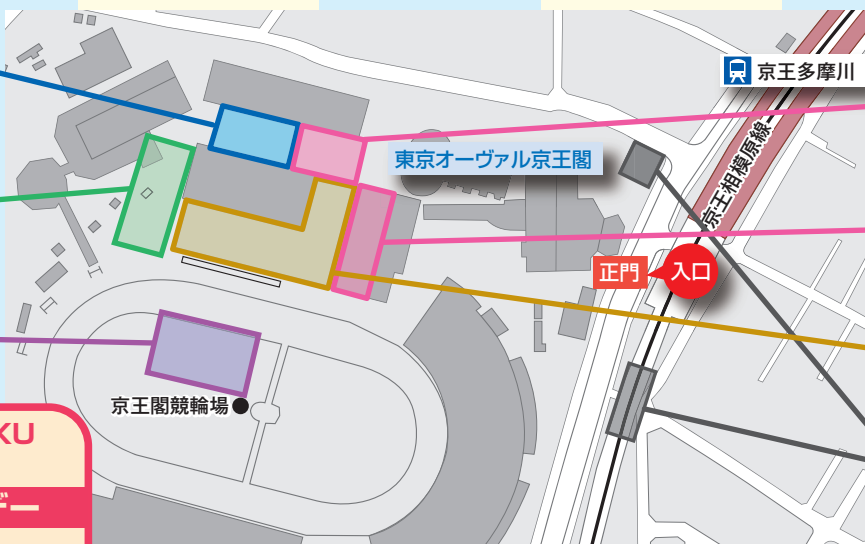 京王多摩川
京王相模原線
東京オーヴァル京王閣
正門
入口
京王閣競輪場
KU
デー